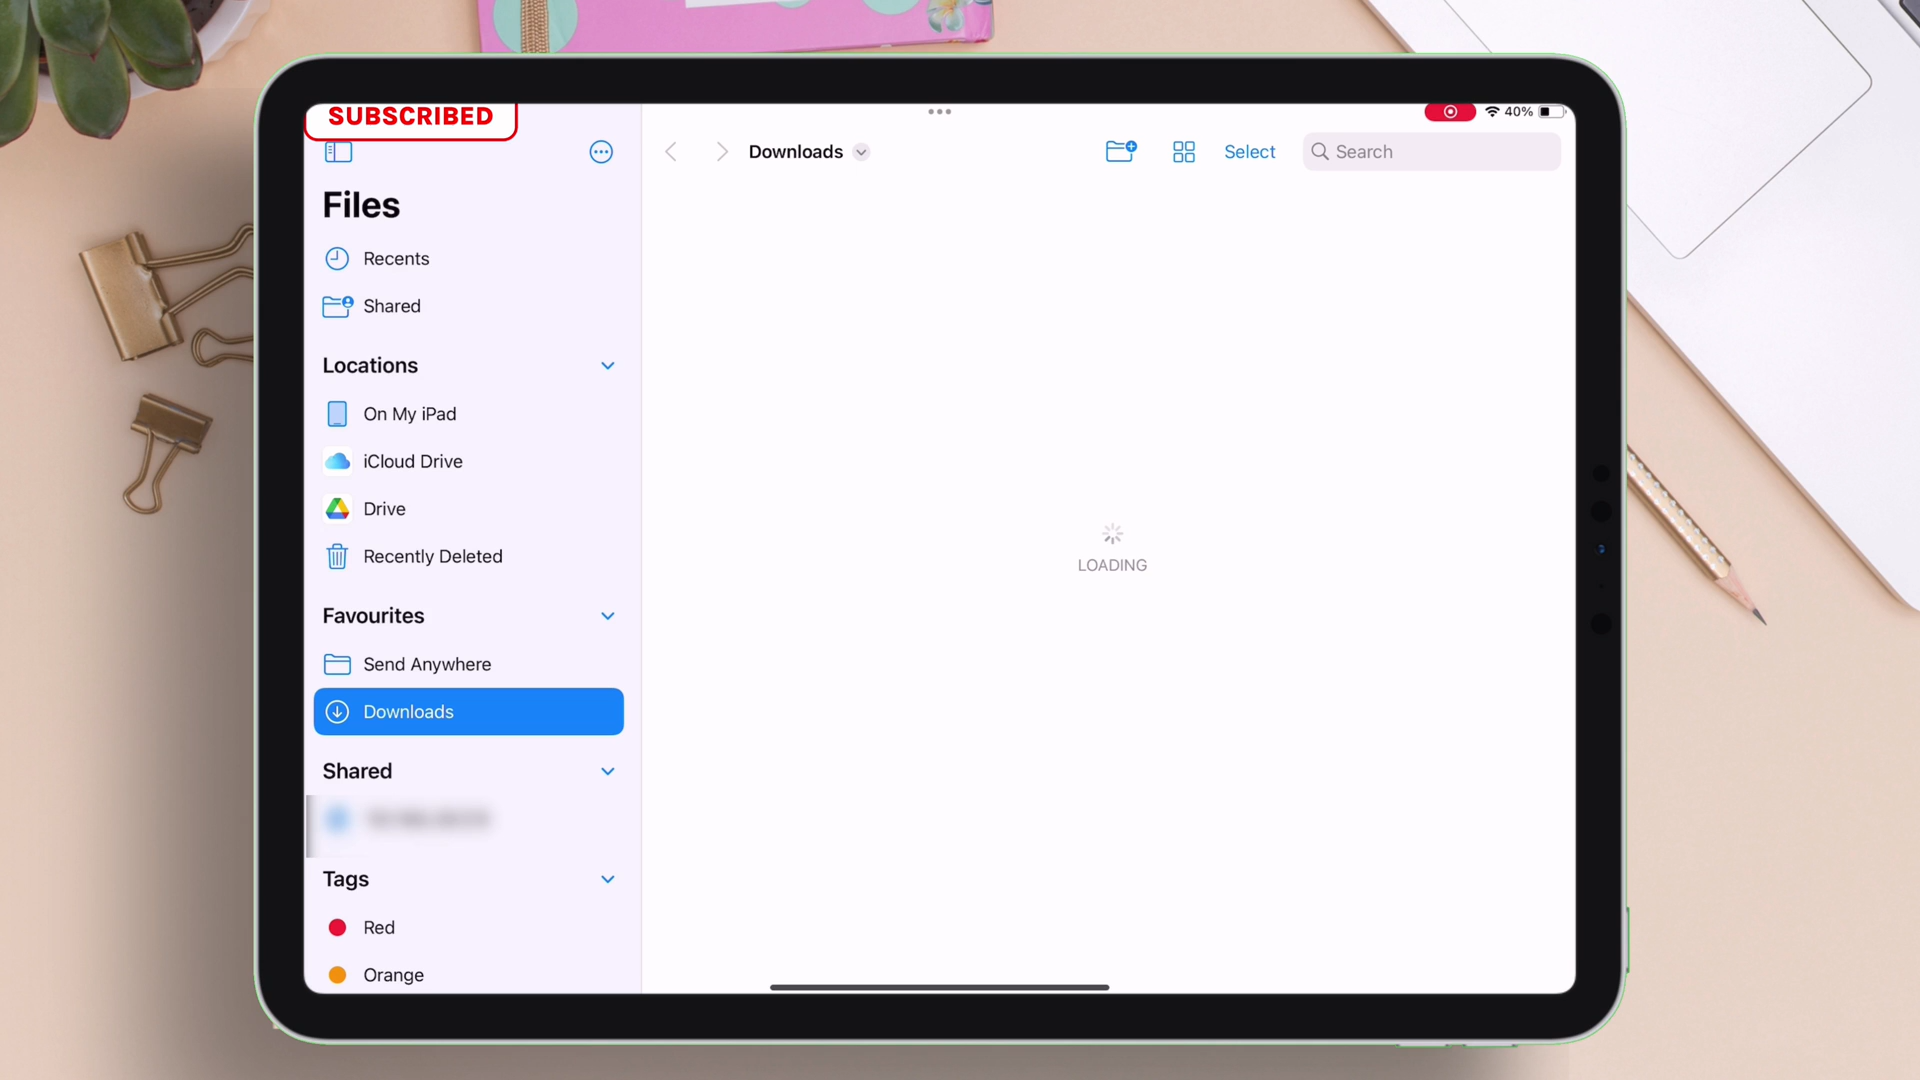 SUBSCRIBED
40%
Downloads
Select
Search
Files
Recents
Shared
Locations
On My iPad
iCloud Drive
Drive
Recently Deleted
Favourites
Send Anywhere
Downloads
Shared
Tags
Red
Orange
LOADING